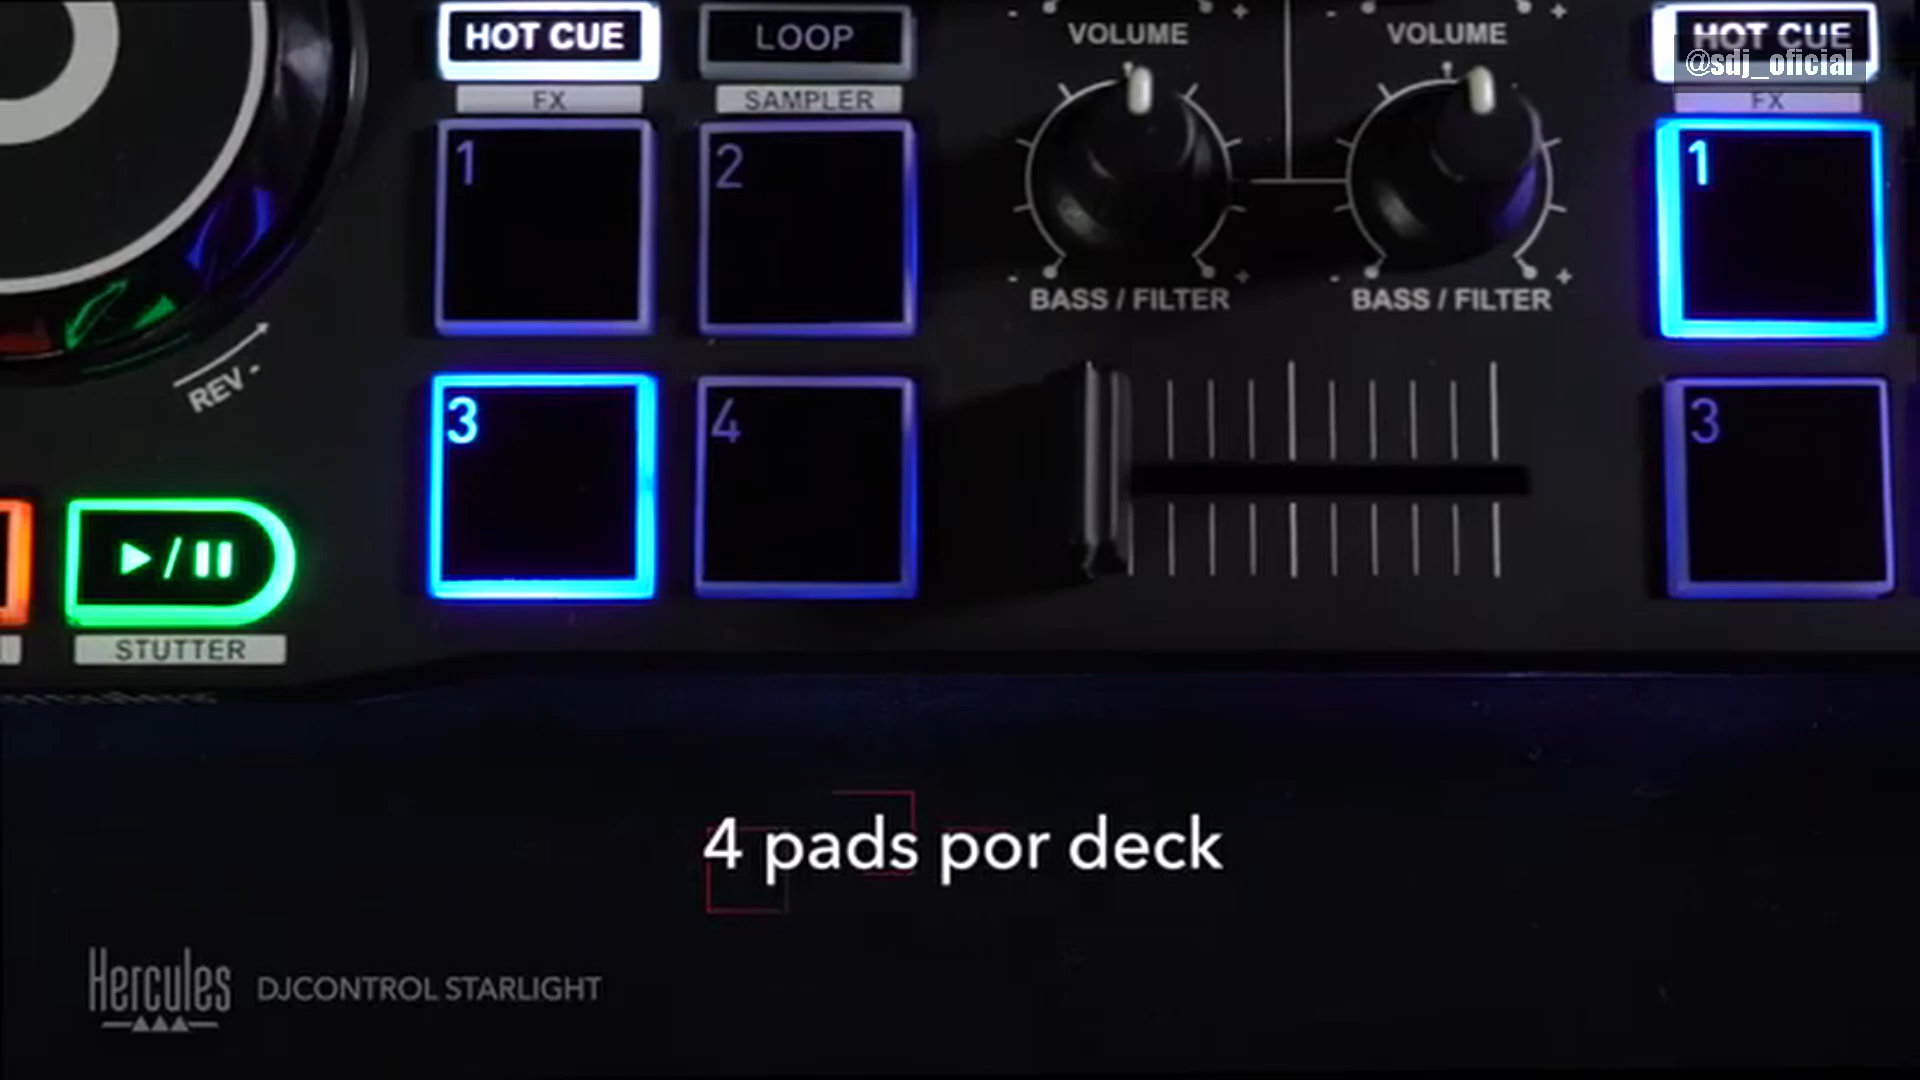 HOT CUE
LOOP
VOLUME
VOLUME
HOT CUE
@sdj_oficial
FX
SAMPLER
FX
1
2
1
BASS / FILTER
BASS / FILTER
REV -
3
4
3
STUTTER
4 pads por deck
Hercules
DJCONTROL STARLIGHT